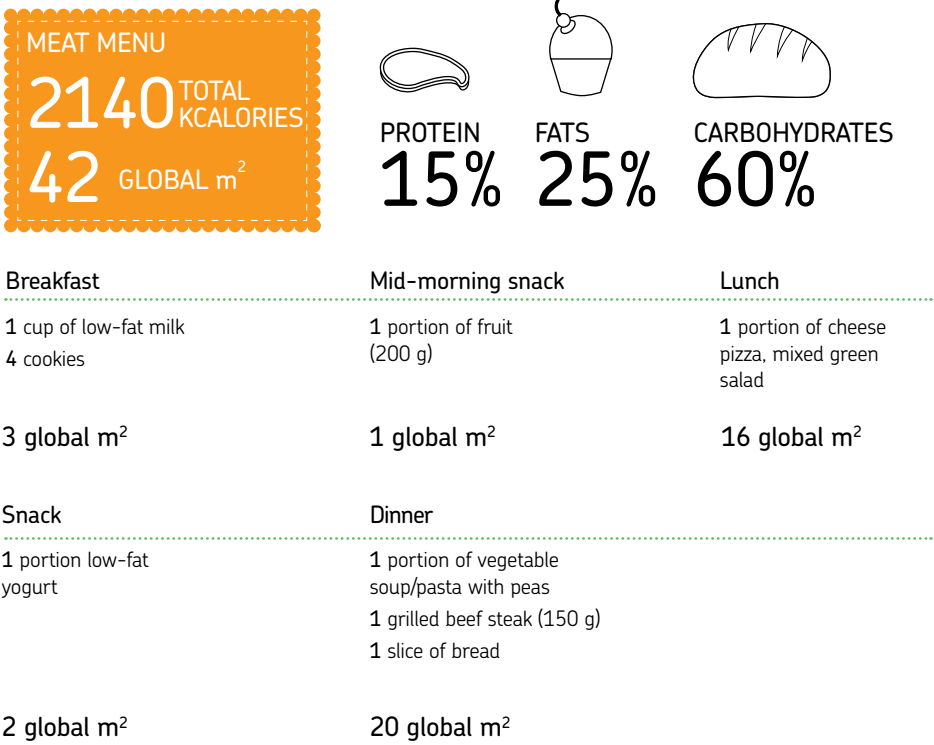 MEAT MENU
2140 TOTAL KCALORIES
42 GLOBAL m²
PROTEIN
15%
FATS
25%
CARBOHYDRATES
60%
Breakfast
1 cup of low-fat milk
4 cookies
3 global m²
Mid-morning snack
1 portion of fruit
(200 g)
1 global m²
Lunch
1 portion of cheese
pizza, mixed green
salad
16 global m²
Snack
1 portion low-fat
yogurt
2 global m²
Dinner
1 portion of vegetable
soup/pasta with peas
1 grilled beef steak (150 g)
1 slice of bread
20 global m²